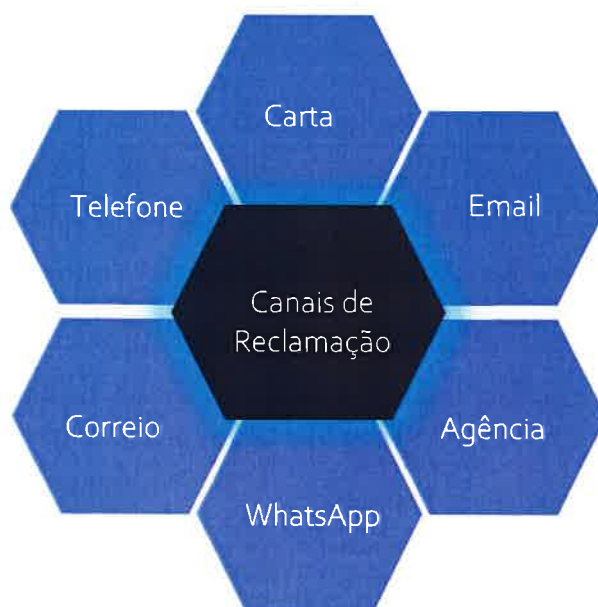 Carta
Telefone
Email
Canais de
Reclamação
Correio
Agência
WhatsApp